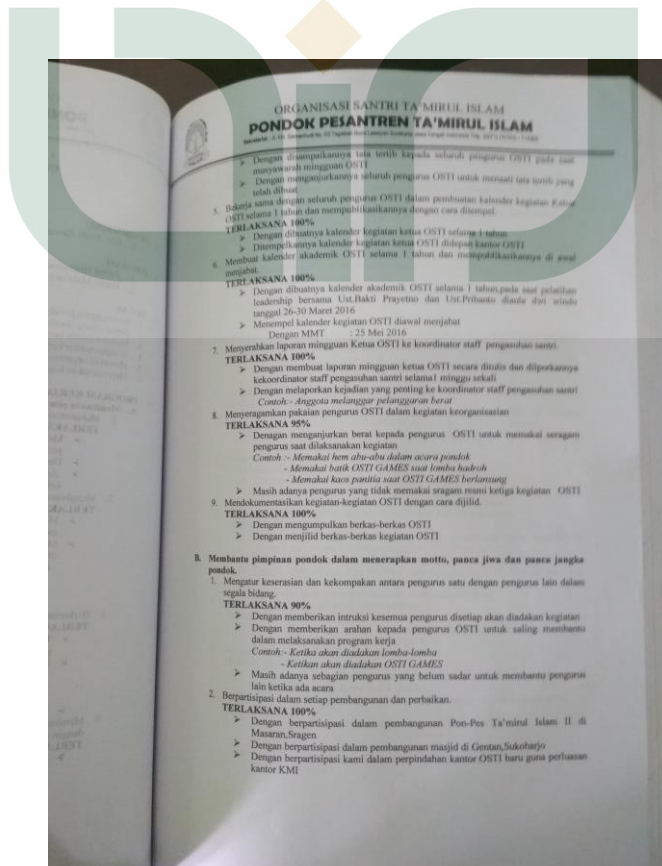 ORGANISASI SANTRI TA'MIRUL ISLAM
PONDOK PESANTREN TA'MIRUL ISLAM
➢ Dengan disampaikannya tata tertib kepada seluruh pengurus OSTI pada saat
musyawarah mingguan OSTI
➢ Dengan menganjurkannya seluruh pengurus OSTI untuk menaati tata tertib yang
telah dibuat
5. Bekerja sama dengan seluruh pengurus OSTI dalam pembuatan kalender kegiatan Ketua
OSTI selama 1 tahun dan mempublikasikannya dengan cara ditempel.
TERLAKSANA 100%
➢ Dengan dibuatnya kalender kegiatan ketua OSTI selama 1 tahun
➢ Ditempelkannya kalender kegiatan ketua OSTI didepan kantor OSTI
6. Membuat kalender akademik OSTI selama 1 tahun dan mempublikasikannya di awal
menjabat.
TERLAKSANA 100%
➢ Dengan dibuatnya kalender akademik OSTI selama 1 tahun,pada saat pelatihan
leadership bersama Ust.Bakti Prayetno dan Ust.Prihanto diaula dwi windu
tanggal 26-30 Maret 2016
➢ Menempel kalender kegiatan OSTI diawal menjabat
Dengan MMT : 25 Mei 2016
7. Menyerahkan laporan mingguan Ketua OSTI ke koordinator staff pengasuhan santri.
TERLAKSANA 100%
➢ Dengan membuat laporan mingguan ketua OSTI secara ditulis dan dilporkannya
kekoordinator staff pengasuhan santri selama1 minggu sekali
➢ Dengan melaporkan kejadian yang penting ke koordinator staff pengasuhan santri
Contoh:- Anggota melanggar pelanggaran berat
8. Menyeragamkan pakaian pengurus OSTI dalam kegiatan keorganisasian
TERLAKSANA 95%
➢ Denagan menganjurkan berat kepada pengurus OSTI untuk memakai seragam
pengurus saat dilaksanakan kegiatan
Contoh :- Memakai hem abu-abu dalam acara pondok
- Memakai batik OSTI GAMES saat lomba hadroh
- Memakai kaos panitia saat OSTI GAMES berlansung
➢ Masih adanya pengurus yang tidak memakai sragam resmi ketiga kegiatan OSTI
9. Mendokumentasikan kegiatan-kegiatan OSTI dengan cara dijilid.
TERLAKSANA 100%
➢ Dengan mengumpulkan berkas-berkas OSTI
➢ Dengan menjilid berkas-berkas kegiatan OSTI
B. Membantu pimpinan pondok dalam menerapkan motto, panca jiwa dan panca jangka
pondok.
1. Mengatur keserasian dan kekompakan antara pengurus satu dengan pengurus lain dalam
segala bidang.
TERLAKSANA 90%
➢ Dengan memberikan intruksi kesemua pengurus disetiap akan diadakan kegiatan
➢ Dengan memberikan arahan kepada pengurus OSTI untuk saling membantu
dalam melaksanakan program kerja
Contoh:- Ketika akan diadakan lomba-lomba
- Ketikan akan diadakan OSTI GAMES
➢ Masih adanya sebagian pengurus yang belum sadar untuk membantu pengurus
lain ketika ada acara
2. Berpartisipasi dalam setiap pembangunan dan perbaikan.
TERLAKSANA 100%
➢ Dengan berpartisipasi dalam pembangunan Pon-Pes Ta'mirul Islam II di
Masaran,Sragen
➢ Dengan berpartisipasi dalam pembangunan masjid di Gentan,Sukoharjo
➢ Dengan berpartisipasi kami dalam perpindahan kantor OSTI baru guna perluasan
kantor KMI